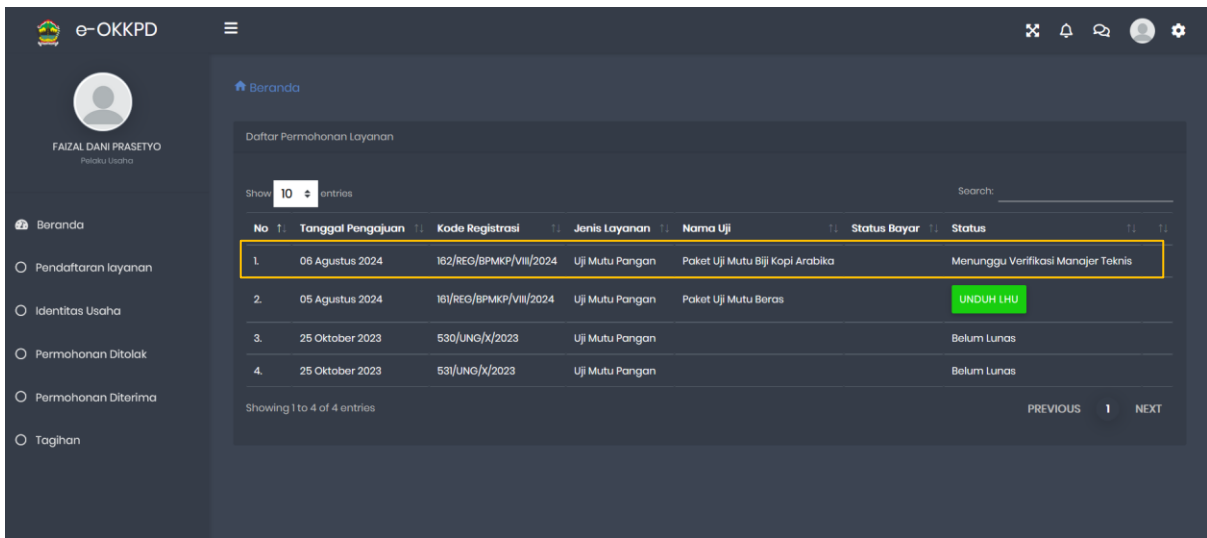 e-OKKPD
FAIZAL DANI PRASETYO
Pelaku Usaha
Beranda
Pendaftaran layanan
Identitas Usaha
Permohonan Ditolak
Permohonan Diterima
Tagihan
Beranda
Daftar Permohonan Layanan
Show 10 entries
Search:
No Tanggal Pengajuan Kode Registrasi Jenis Layanan Nama Uji Status Bayar Status
1. 06 Agustus 2024 162/REG/BPMKP/VIII/2024 Uji Mutu Pangan Paket Uji Mutu Biji Kopi Arabika Menunggu Verifikasi Manajer Teknis
2. 05 Agustus 2024 161/REG/BPMKP/VIII/2024 Uji Mutu Pangan Paket Uji Mutu Beras UNDUH LHU
3. 25 Oktober 2023 530/UNG/X/2023 Uji Mutu Pangan Belum Lunas
4. 25 Oktober 2023 531/UNG/X/2023 Uji Mutu Pangan Belum Lunas
Showing 1 to 4 of 4 entries
PREVIOUS 1 NEXT